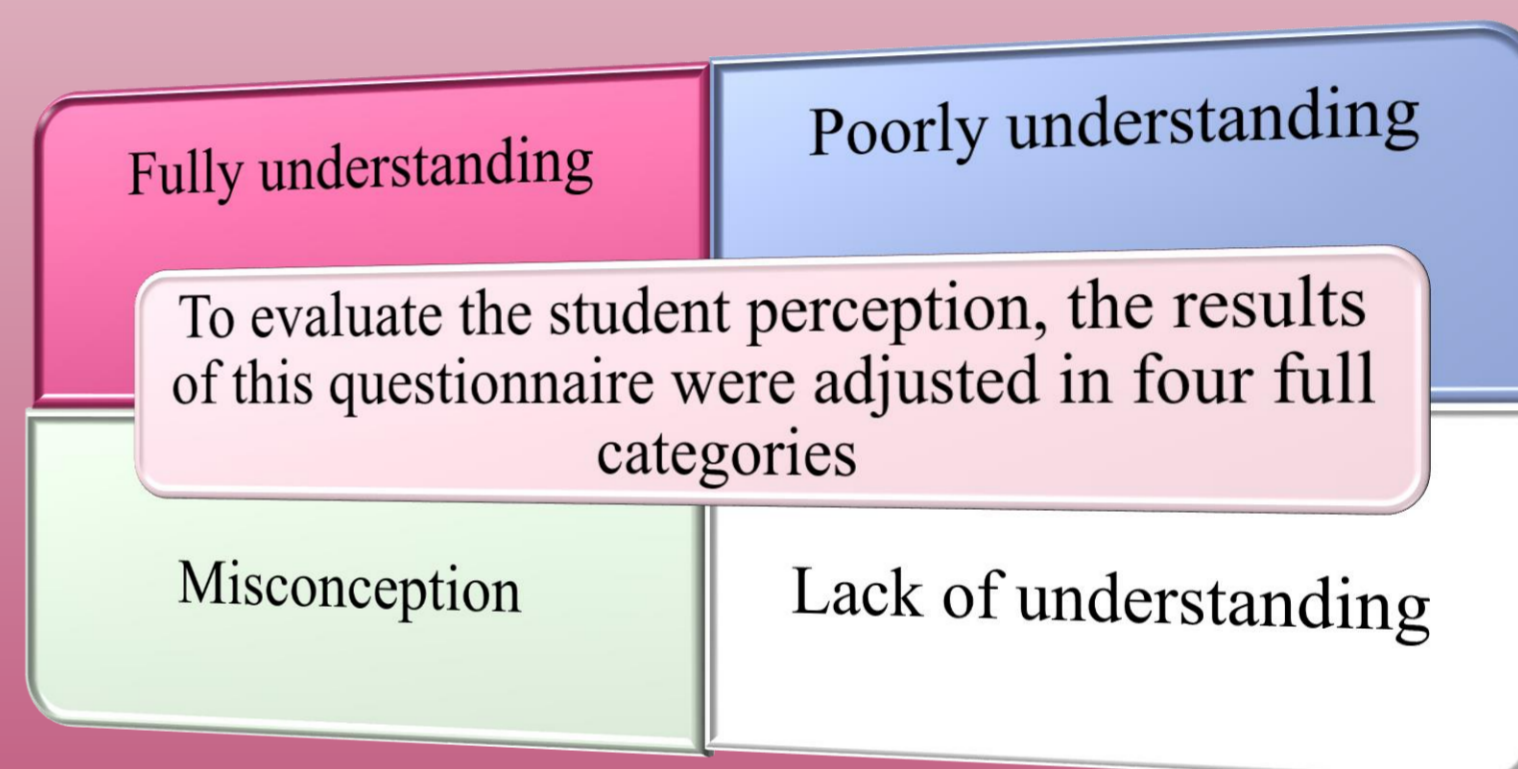 Fully understanding
Poorly understanding
To evaluate the student perception, the results
of this questionnaire were adjusted in four full
categories
Misconception
Lack of understanding